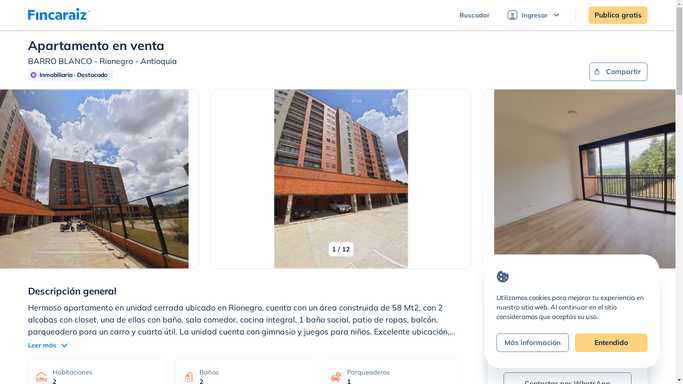 Fincaraiz
Buscador
Ingresar
Publica gratis
Apartamento en venta
BARRO BLANCO - Rionegro - Antioquia
Inmobiliaria · Destacado
Compartir
1 / 12
Descripción general
Hermoso apartamento en unidad cerrada ubicado en Rionegro, cuenta con un área construida de 58 Mt2, con 2
alcobas con closet, una de ellas con baño, sala comedor, cocina integral, 1 baño social, patio de ropas, balcón,
parqueadero para un carro y cuarto útil. La unidad cuenta con gimnasio y juegos para niños. Excelente ubicación,...
Leer más
Habitaciones
2
Baños
2
Parqueaderos
1
Utilizamos cookies para mejorar tu experiencia en
nuestro sitio web. Al continuar en el sitio
consideramos que aceptas su uso.
Más información
Entendido
Contactar por WhatsApp